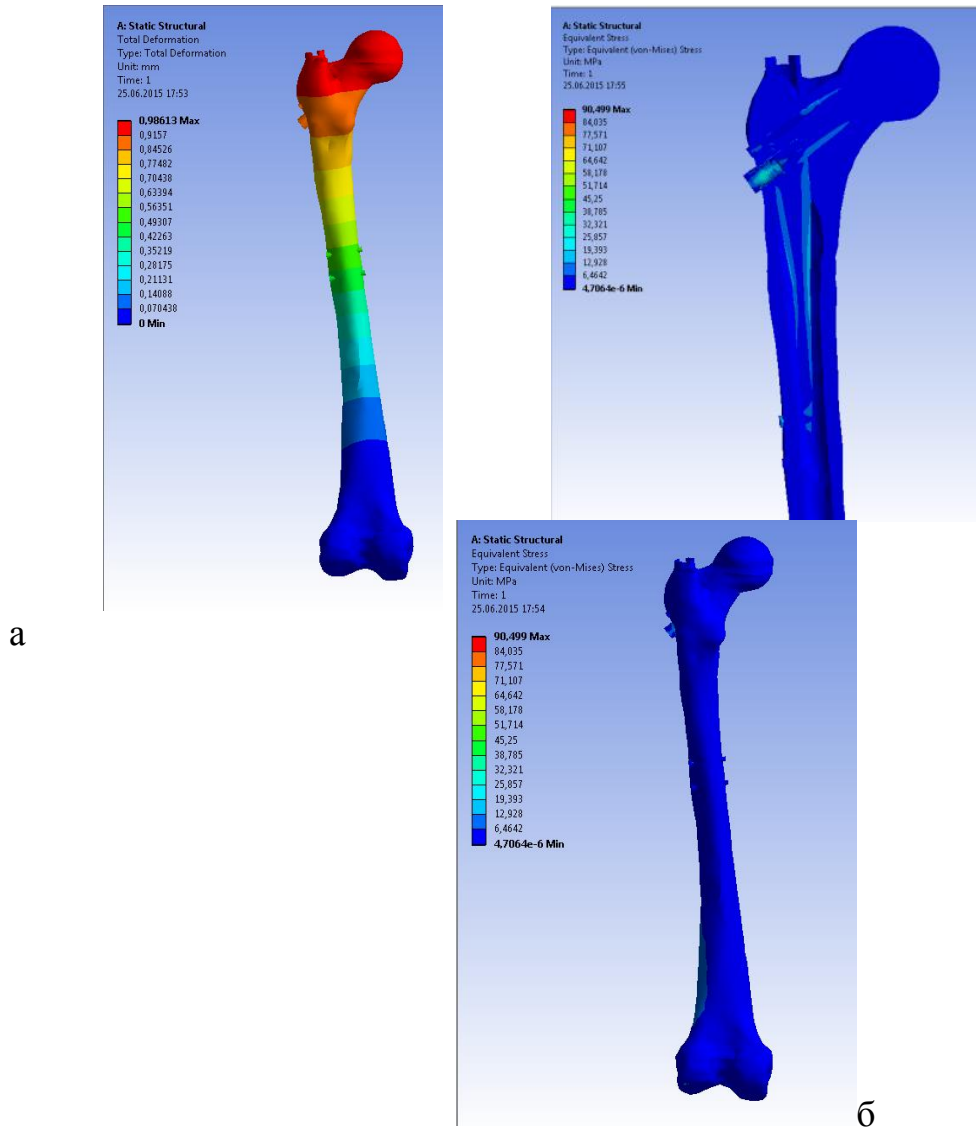 A: Static Structural
Total Deformation
Type: Total Deformation
Unit: mm
Time: 1
25.06.2015 17:53
0,98613 Max
0,9157
0,84526
0,77482
0,70438
0,63394
0,56351
0,49307
0,42263
0,35219
0,28175
0,21131
0,14088
0,070438
0 Min
A: Static Structural
Equivalent Stress
Type: Equivalent (von-Mises) Stress
Unit: MPa
Time: 1
25.06.2015 17:55
90,499 Max
84,035
77,571
71,107
64,642
58,178
51,714
45,25
38,785
32,321
25,857
19,393
12,928
6,4642
4,7064e-6 Min
а
A: Static Structural
Equivalent Stress
Type: Equivalent (von-Mises) Stress
Unit: MPa
Time: 1
25.06.2015 17:54
90,499 Max
84,035
77,571
71,107
64,642
58,178
51,714
45,25
38,785
32,321
25,857
19,393
12,928
6,4642
4,7064e-6 Min
б